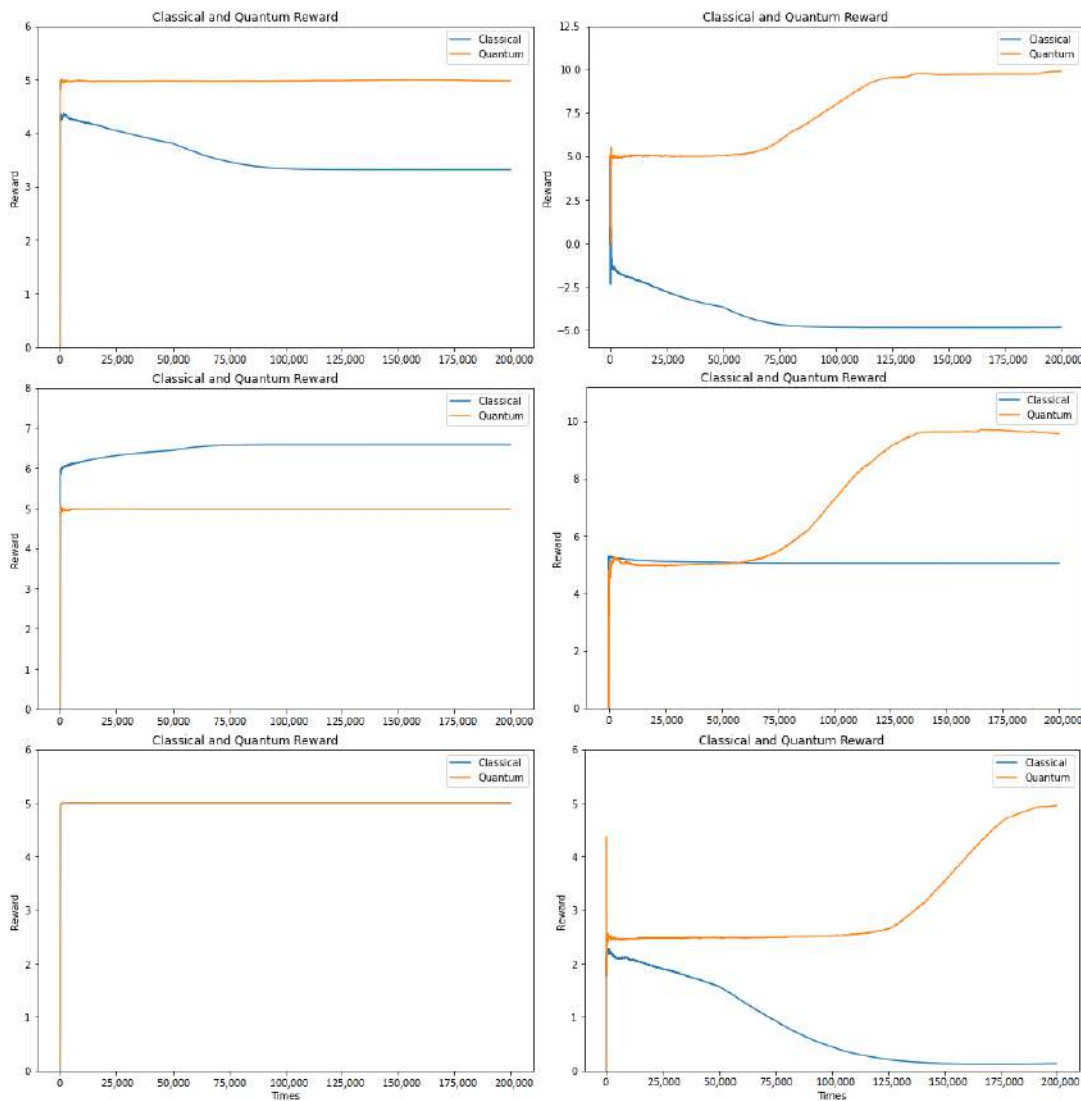 Classical and Quantum Reward
6
5
4
3
2
1
0
Reward
Classical
Quantum
0 25,000 50,000 75,000 100,000 125,000 150,000 175,000 200,000
Classical and Quantum Reward
12.5
10.0
7.5
5.0
2.5
0.0
−2.5
−5.0
Reward
Classical
Quantum
0 25,000 50,000 75,000 100,000 125,000 150,000 175,000 200,000
Classical and Quantum Reward
8
7
6
5
4
3
2
1
0
Reward
Classical
Quantum
0 25,000 50,000 75,000 100,000 125,000 150,000 175,000 200,000
Classical and Quantum Reward
10
8
6
4
2
0
Reward
Classical
Quantum
0 25,000 50,000 75,000 100,000 125,000 150,000 175,000 200,000
Classical and Quantum Reward
6
5
4
3
2
1
0
Reward
Classical
Quantum
0 25,000 50,000 75,000 100,000 125,000 150,000 175,000 200,000
Times
Classical and Quantum Reward
6
5
4
3
2
1
0
Reward
Classical
Quantum
0 25,000 50,000 75,000 100,000 125,000 150,000 175,000 200,000
Times